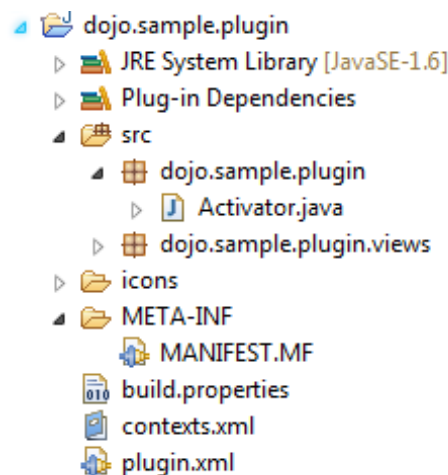 dojo.sample.plugin
JRE System Library [JavaSE-1.6]
Plug-in Dependencies
src
dojo.sample.plugin
Activator.java
dojo.sample.plugin.views
icons
META-INF
MANIFEST.MF
build.properties
contexts.xml
plugin.xml